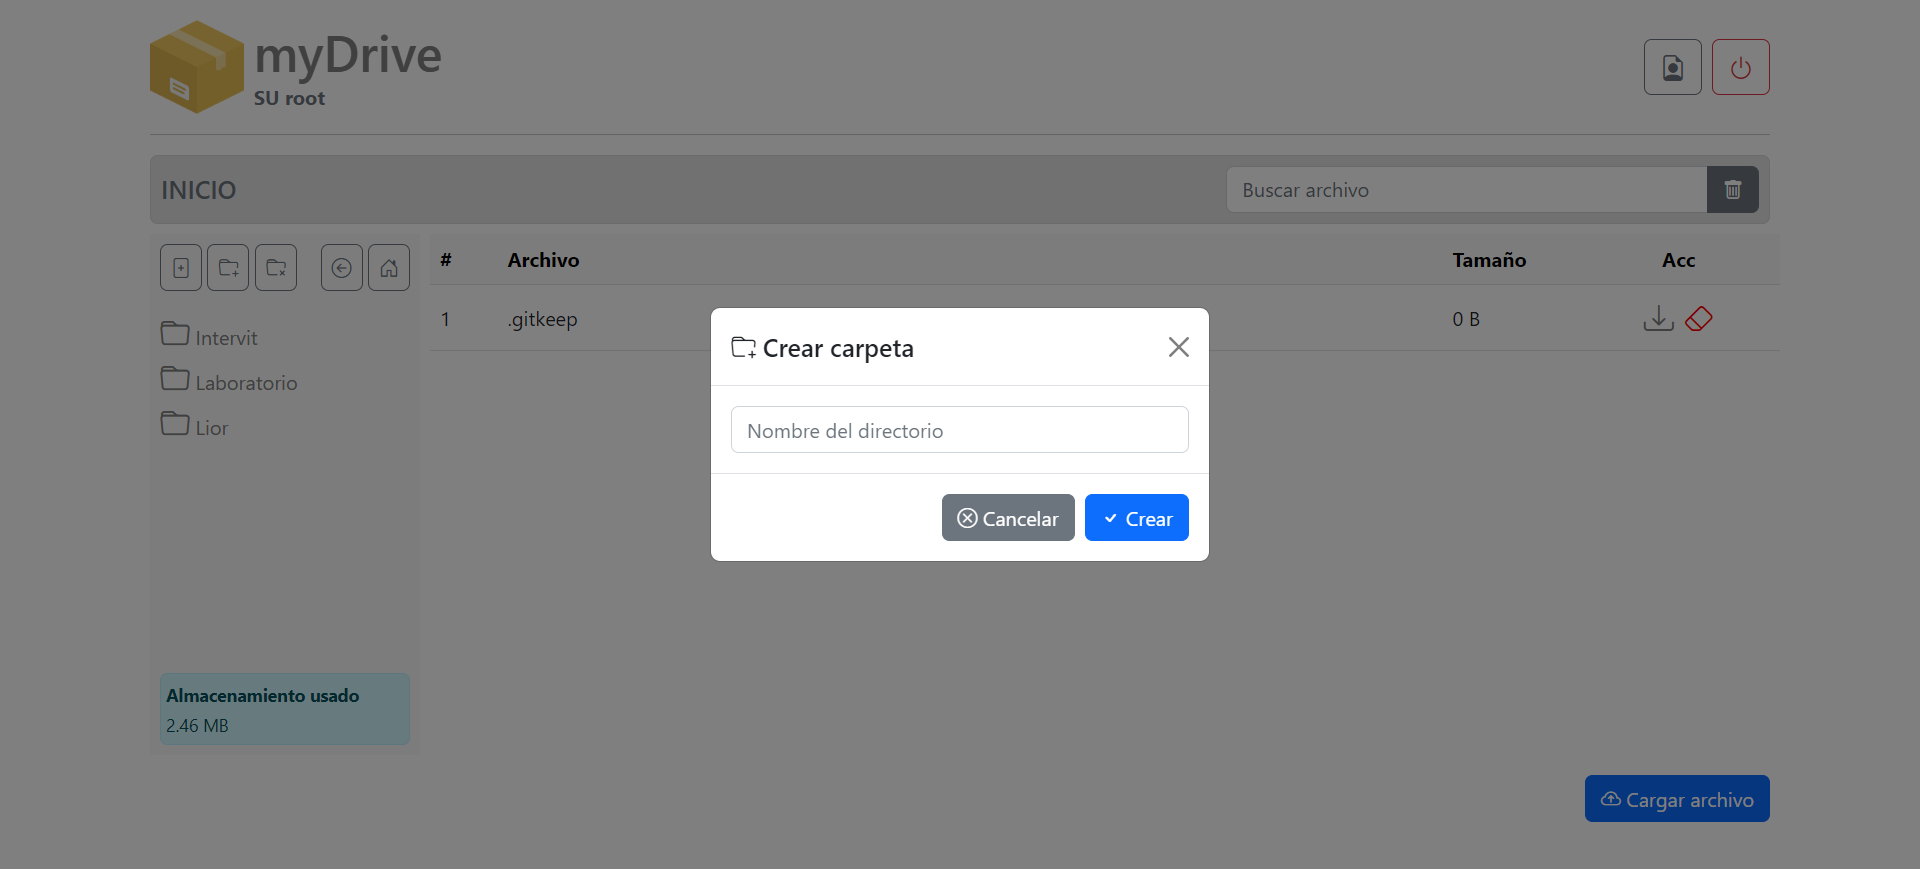 myDrive
SU root
INICIO
Buscar archivo
# Archivo Tamaño Acc
1 .gitkeep 0 B
Intervit
Laboratorio
Lior
Almacenamiento usado
2.46 MB
Crear carpeta
Nombre del directorio
Cancelar Crear
Cargar archivo